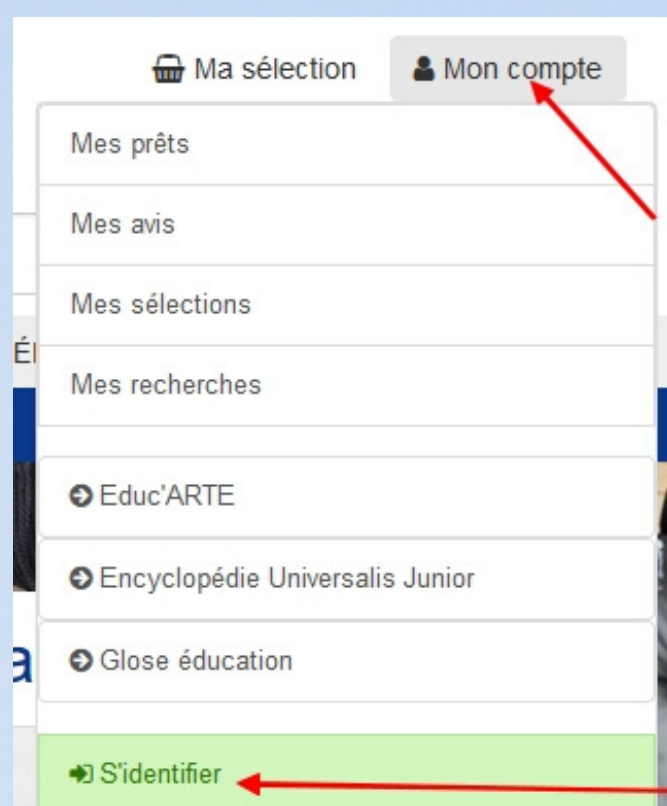 Ma sélection Mon compte
Mes prêts
Mes avis
Mes sélections
Mes recherches
Educ'ARTE
Encyclopédie Universalis Junior
Glose éducation
S'identifier